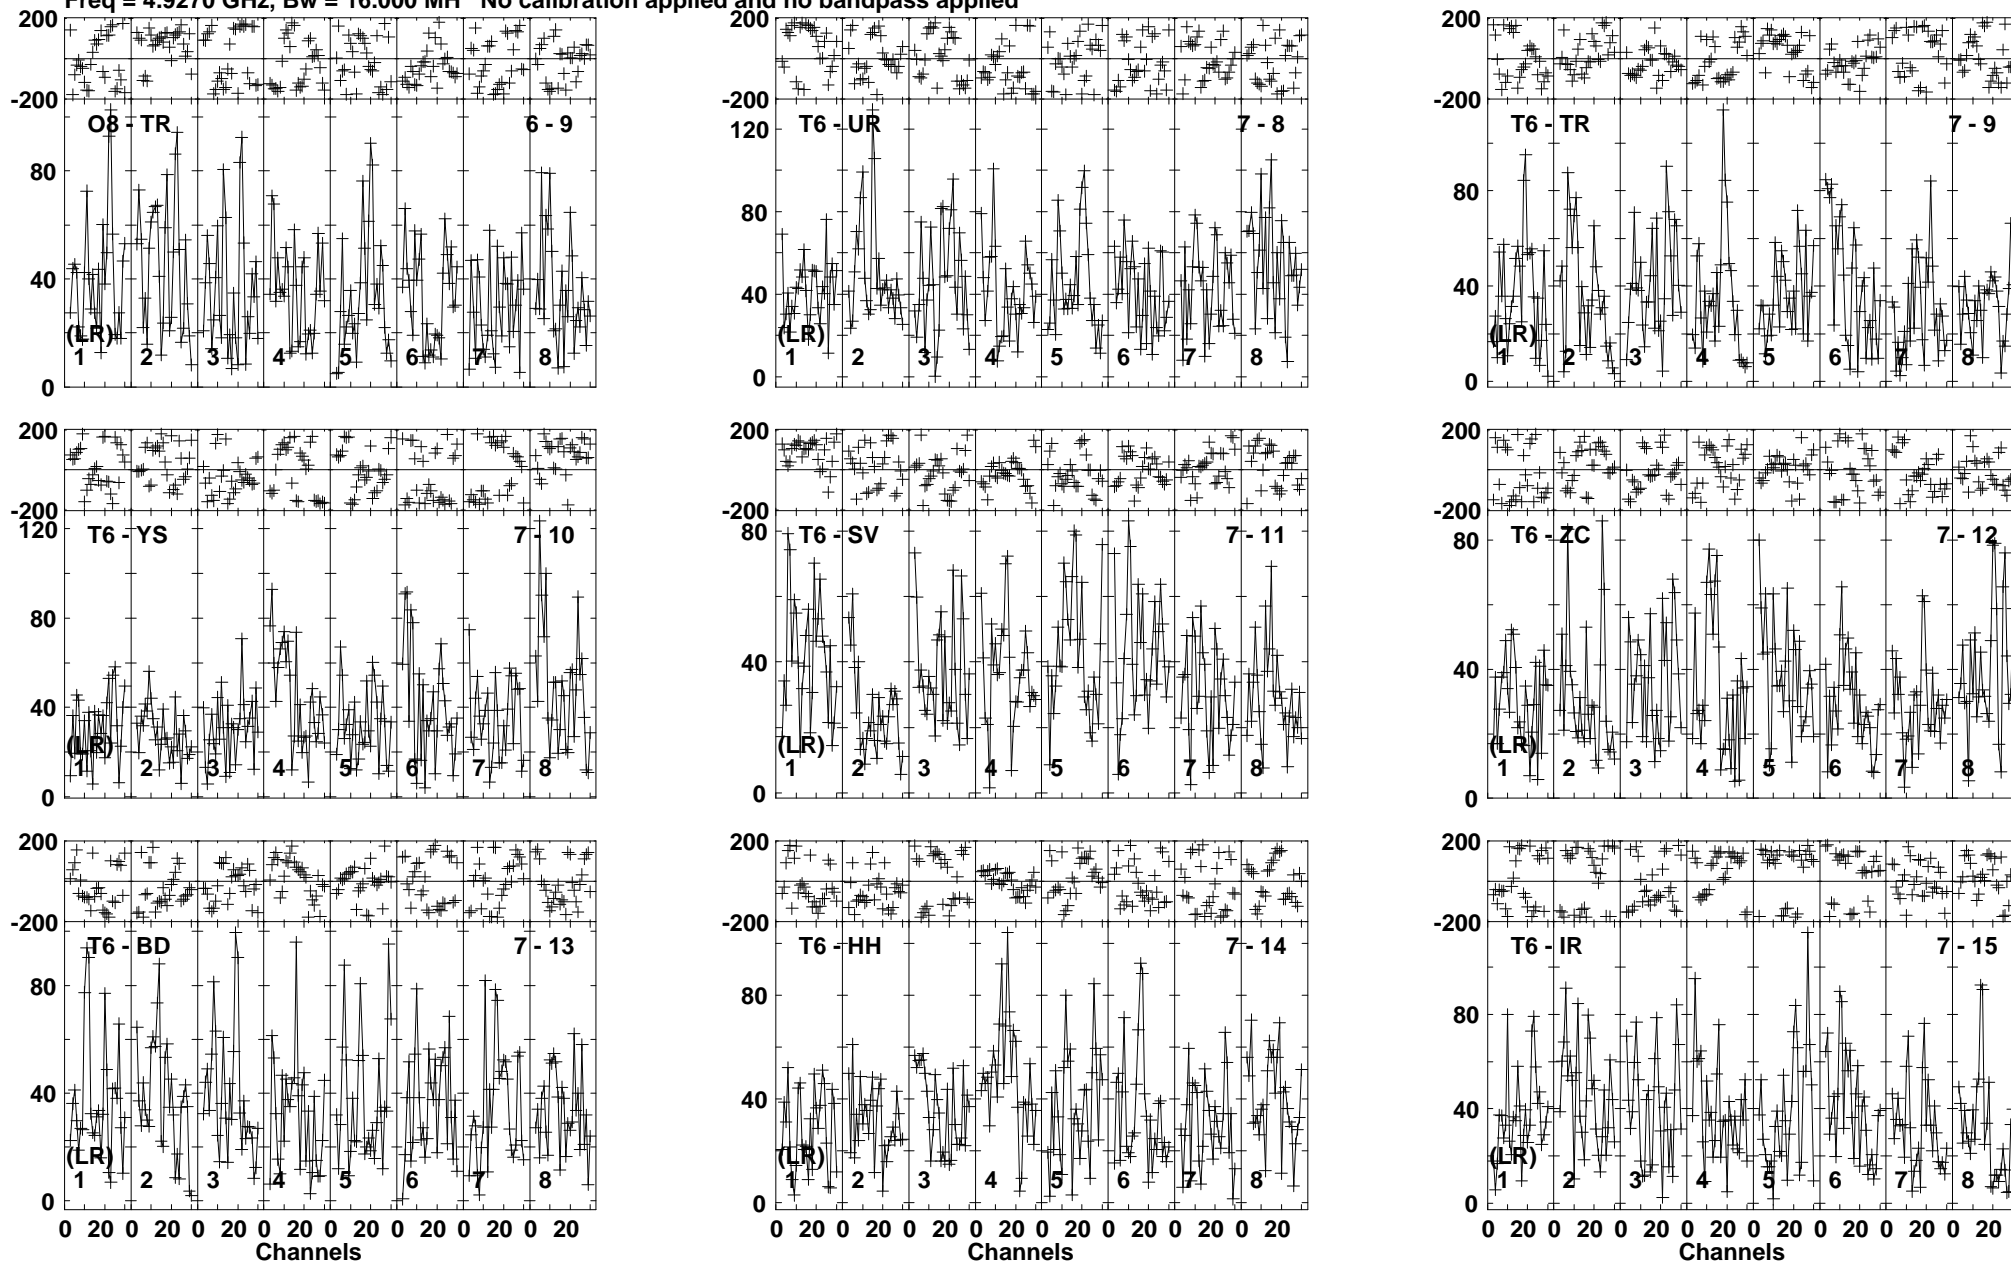 Freq = 4.9270 GHz, Bw = 16.000 MH No calibration applied and no bandpass applied
200 200 200
-200 -200 -200
O8 - TR 6 - 9 T6 - UR 7 - 8 T6 - TR 7 - 9
120
80 80 80
40 40 40
(LR) (LR) (LR)
1 2 3 4 5 6 7 8 1 2 3 4 5 6 7 8 1 2 3 4 5 6 7 8
0 0 0
200 200 200
-200 -200 -200
T6 - YS 7 - 10 T6 - SV 7 - 11 T6 - ZC 7 - 12
120 80 80
80
40 40 40
(LR) (LR) (LR)
1 2 3 4 5 6 7 8 1 2 3 4 5 6 7 8 1 2 3 4 5 6 7 8
0 0 0
200 200 200
-200 -200 -200
T6 - BD 7 - 13 T6 - HH 7 - 14 T6 - IR 7 - 15
80 80 80
40 40 40
(LR) (LR) (LR)
1 2 3 4 5 6 7 8 1 2 3 4 5 6 7 8 1 2 3 4 5 6 7 8
0 0 0
0 20 0 20 0 20 0 20 0 20 0 20 0 20 0 20 0 20 0 20 0 20 0 20 0 20 0 20 0 20 0 20 0 20 0 20 0 20 0 20 0 20 0 20 0 20 0 20
Channels Channels Channels